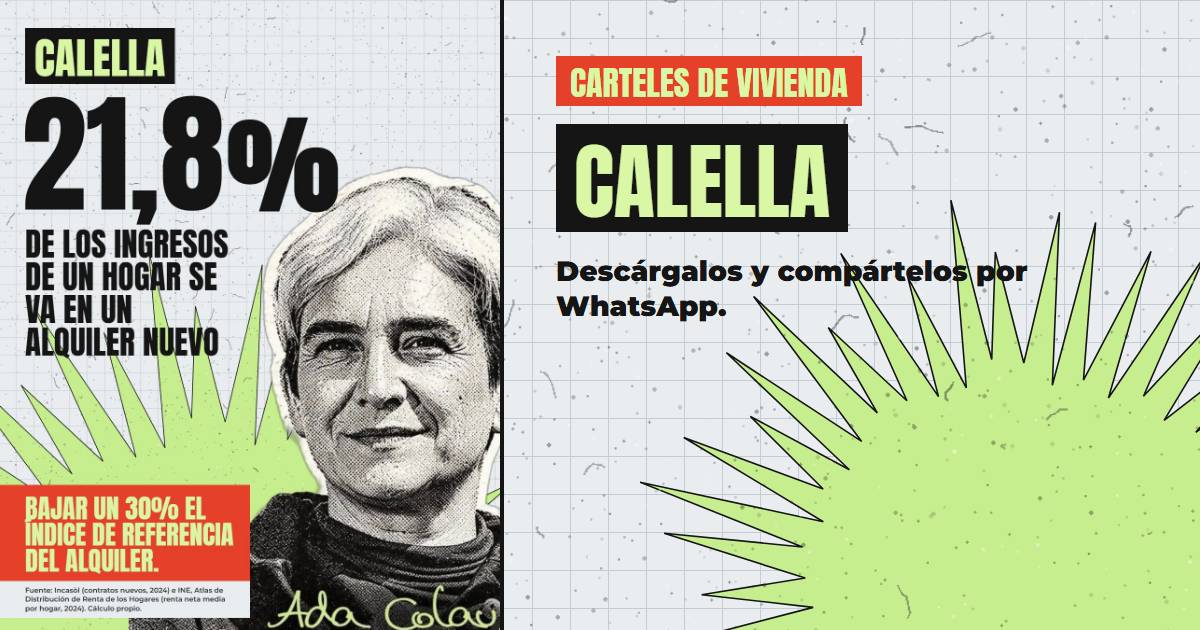 CALELLA
21,8%
DE LOS INGRESOS
DE UN HOGAR SE
VA EN UN
ALQUILER NUEVO
BAJAR UN 30% EL
ÍNDICE DE REFERENCIA
DEL ALQUILER.
Fuente: Incasòl (contratos nuevos, 2024) e INE, Atlas de
Distribución de Renta de los Hogares (renta neta media
por hogar, 2024). Cálculo propio.
Ada Colau
CARTELES DE VIVIENDA
CALELLA
Descárgalos y compártelos por
WhatsApp.